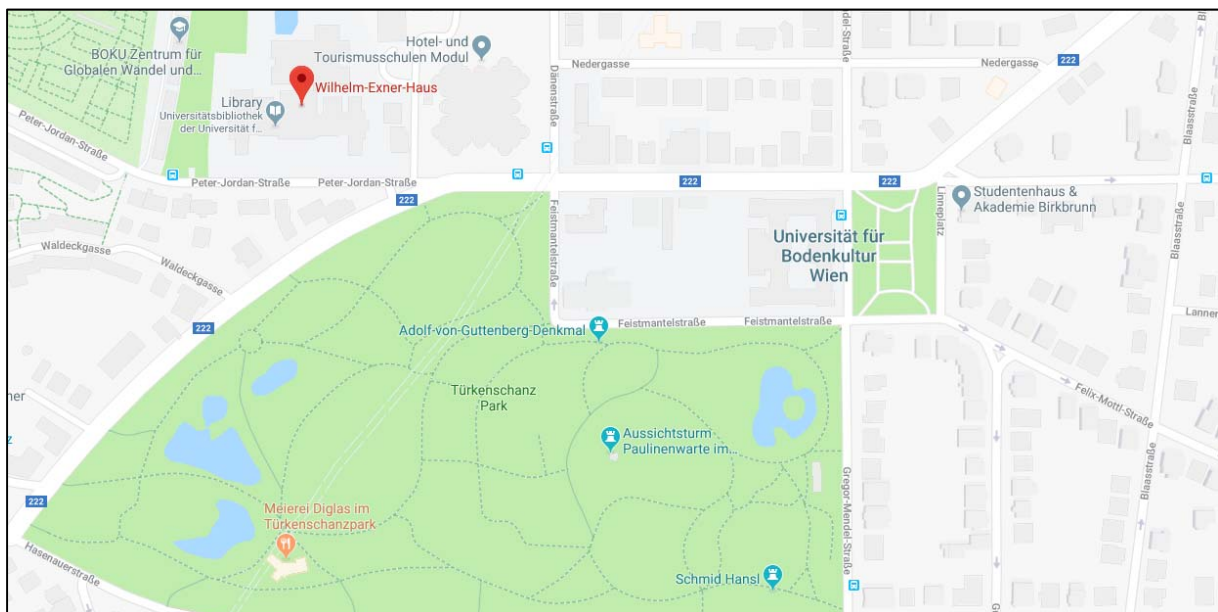 BOKU Zentrum für
Globalen Wandel und...
Hotel- und
Tourismusschulen Modul
Wilhelm-Exner-Haus
Library
Universitätsbibliothek
der Universität f...
Dänenstraße
Nedergasse
Nedergasse
222
Blaasstraße
Peter-Jordan-Straße
Peter-Jordan-Straße
Peter-Jordan-Straße
222
222
222
Feistmantelstraße
Linneplatz
Studentenhaus &
Akademie Birkbrunn
Universität für
Bodenkultur
Wien
Waldeckgasse
Waldeckgasse
222
Adolf-von-Guttenberg-Denkmal
Feistmantelstraße
Feistmantelstraße
Lanner
Türkenschanz
Park
Felix-Mottl-Straße
Aussichtsturm
Paulinenwarte im...
Blaasstraße
Gregor-Mendel-Straße
222
Meierei Diglas im
Türkenschanzpark
Hasenauerstraße
Schmid Hansl